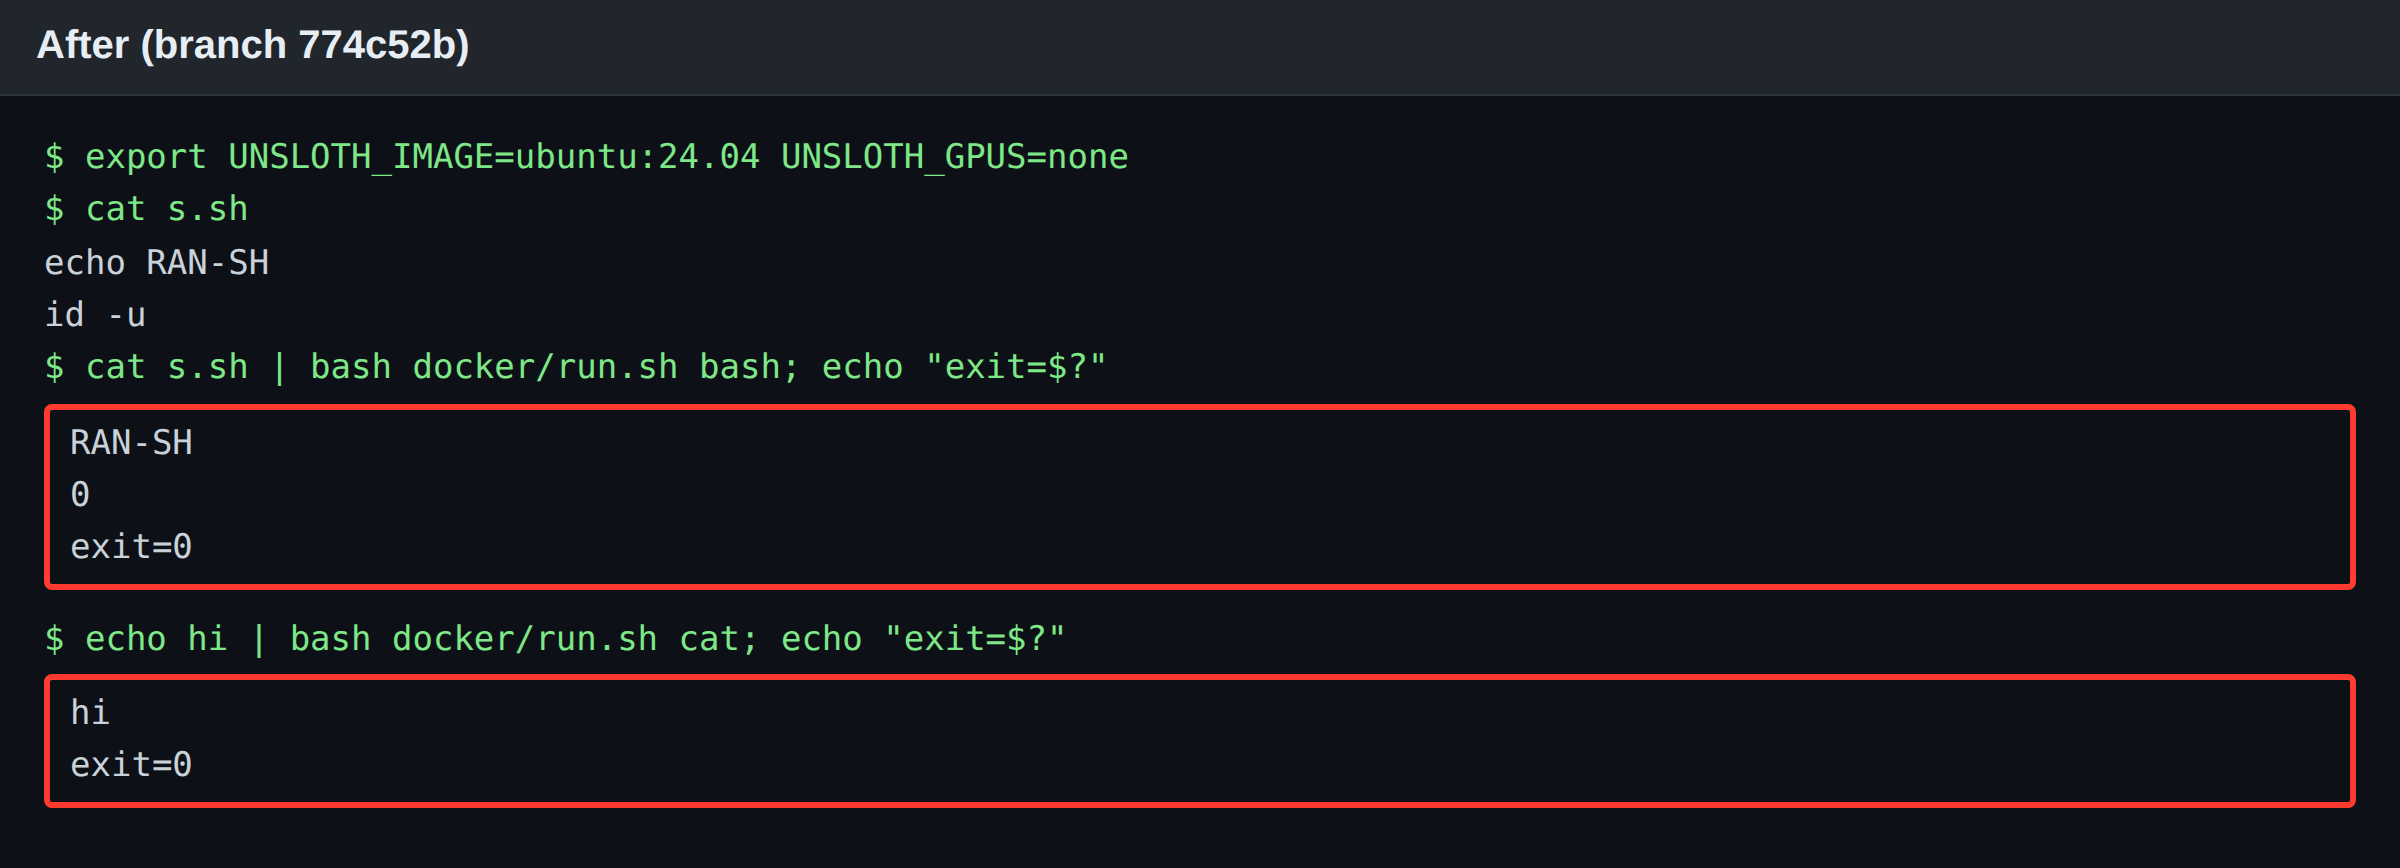 After (branch 774c52b)
$ export UNSLOTH_IMAGE=ubuntu:24.04 UNSLOTH_GPUS=none
$ cat s.sh
echo RAN-SH
id -u
$ cat s.sh | bash docker/run.sh bash; echo "exit=$?"
RAN-SH
0
exit=0
$ echo hi | bash docker/run.sh cat; echo "exit=$?"
hi
exit=0